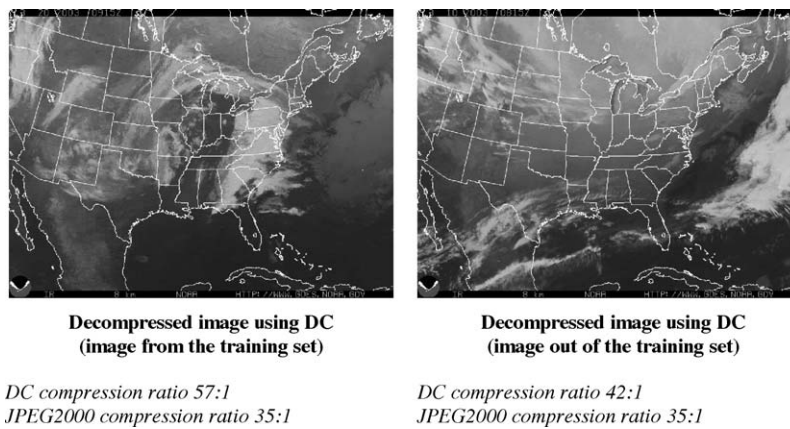 Decompressed image using DC
(image from the training set)
DC compression ratio 57:1
JPEG2000 compression ratio 35:1
Decompressed image using DC
(image out of the training set)
DC compression ratio 42:1
JPEG2000 compression ratio 35:1